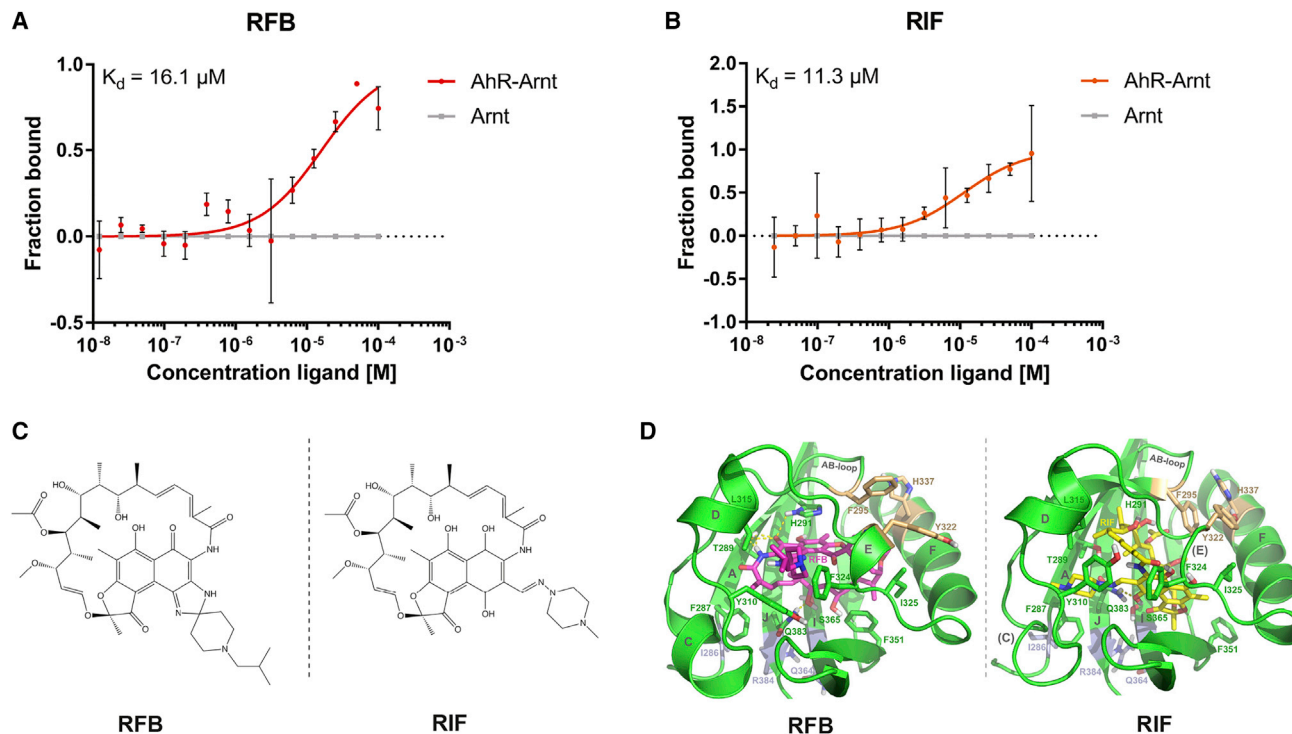 A
RFB
Kd = 16.1 µM
AhR-Arnt
Arnt
Fraction bound
1.0
0.5
0.0
-0.5
10-8
10-7
10-6
10-5
10-4
10-3
Concentration ligand [M]
B
RIF
Kd = 11.3 µM
AhR-Arnt
Arnt
Fraction bound
2.0
1.5
1.0
0.5
0.0
-0.5
-1.0
10-8
10-7
10-6
10-5
10-4
10-3
Concentration ligand [M]
C
OH
O
O
OH
OH
O
O
NH
O
O
O
O
NH
N
N
RFB
OH
O
O
OH
OH
OH
O
NH
O
O
O
O
OH
N
N
N
RIF
D
AB-loop
H337
L315
H291
F295
D
Y322
T289
E
F
A
RFB
F324
Y310
I325
F287
S365
J
I
Q383
C
F351
I286
R384
Q364
RFB
AB-loop
H337
F295
L315
H291
D
RIF
Y322
T289
(E)
F
A
F324
F287
Y310
I325
Q383
S365
J
I
(C)
I286
F351
R384
Q364
RIF